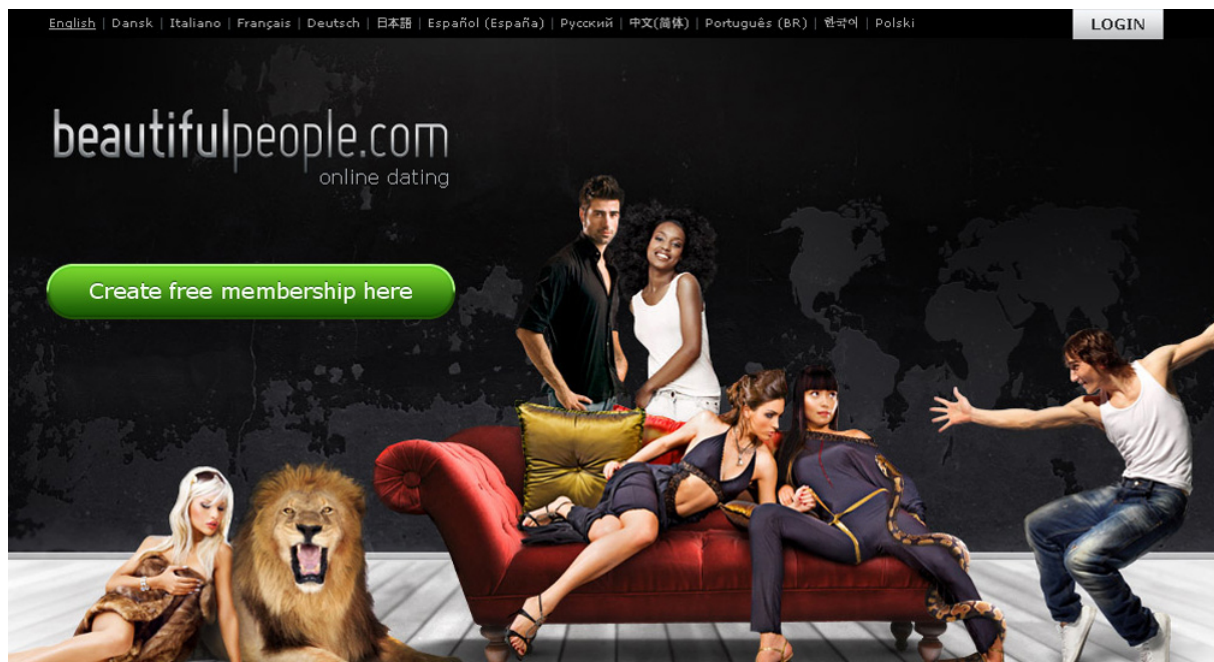 English | Dansk | Italiano | Français | Deutsch | 日本語 | Español (España) | Русский | 中文(简体) | Português (BR) | 한국어 | Polski
LOGIN
beautifulpeople.com
online dating
Create free membership here